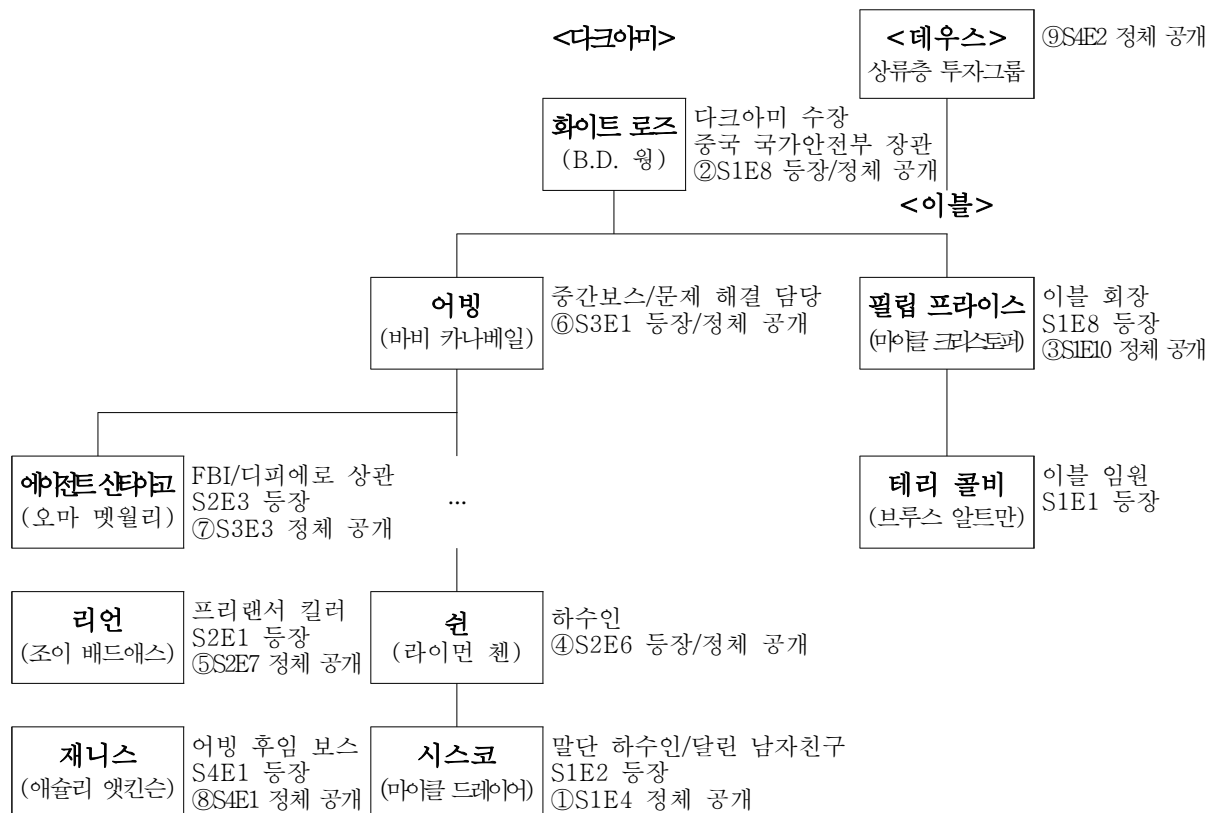 <다크아미>
<데우스>
상류층 투자그룹
⑨S4E2 정체 공개
화이트 로즈
(B.D. 웡)
다크아미 수장
중국 국가안전부 장관
②S1E8 등장/정체 공개
<이블>
어빙
(바비 카나베일)
중간보스/문제 해결 담당
⑥S3E1 등장/정체 공개
필립 프라이스
(마이클 크리스토퍼)
이블 회장
S1E8 등장
③S1E10 정체 공개
에이전트 산타아고
(오마 멧월리)
FBI/디피에로 상관
S2E3 등장
⑦S3E3 정체 공개
...
테리 콜비
(브루스 알트만)
이블 임원
S1E1 등장
리언
(조이 배드애스)
프리랜서 킬러
S2E1 등장
⑤S2E7 정체 공개
쉰
(라이먼 첸)
하수인
④S2E6 등장/정체 공개
재니스
(애슐리 앳킨슨)
어빙 후임 보스
S4E1 등장
⑧S4E1 정체 공개
시스코
(마이클 드레이어)
말단 하수인/달린 남자친구
S1E2 등장
①S1E4 정체 공개